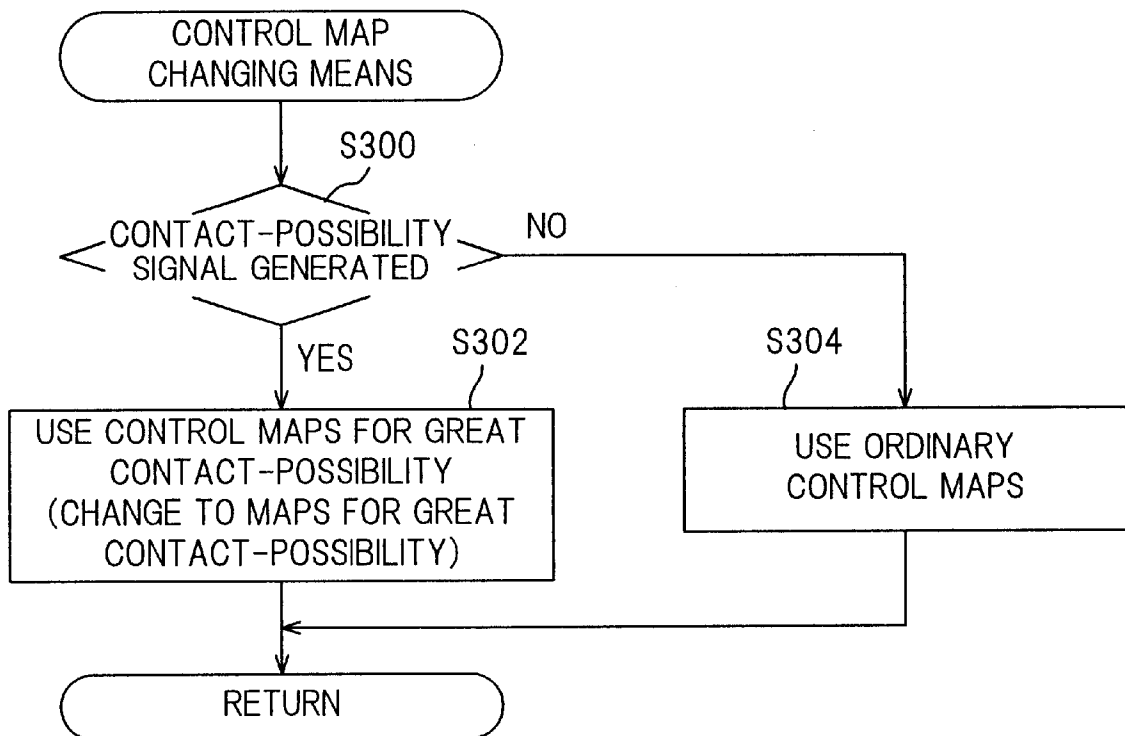 CONTROL MAP
CHANGING MEANS
S300
CONTACT-POSSIBILITY
SIGNAL GENERATED
NO
YES
S302
S304
USE CONTROL MAPS FOR GREAT
CONTACT-POSSIBILITY
(CHANGE TO MAPS FOR GREAT
CONTACT-POSSIBILITY)
USE ORDINARY
CONTROL MAPS
RETURN